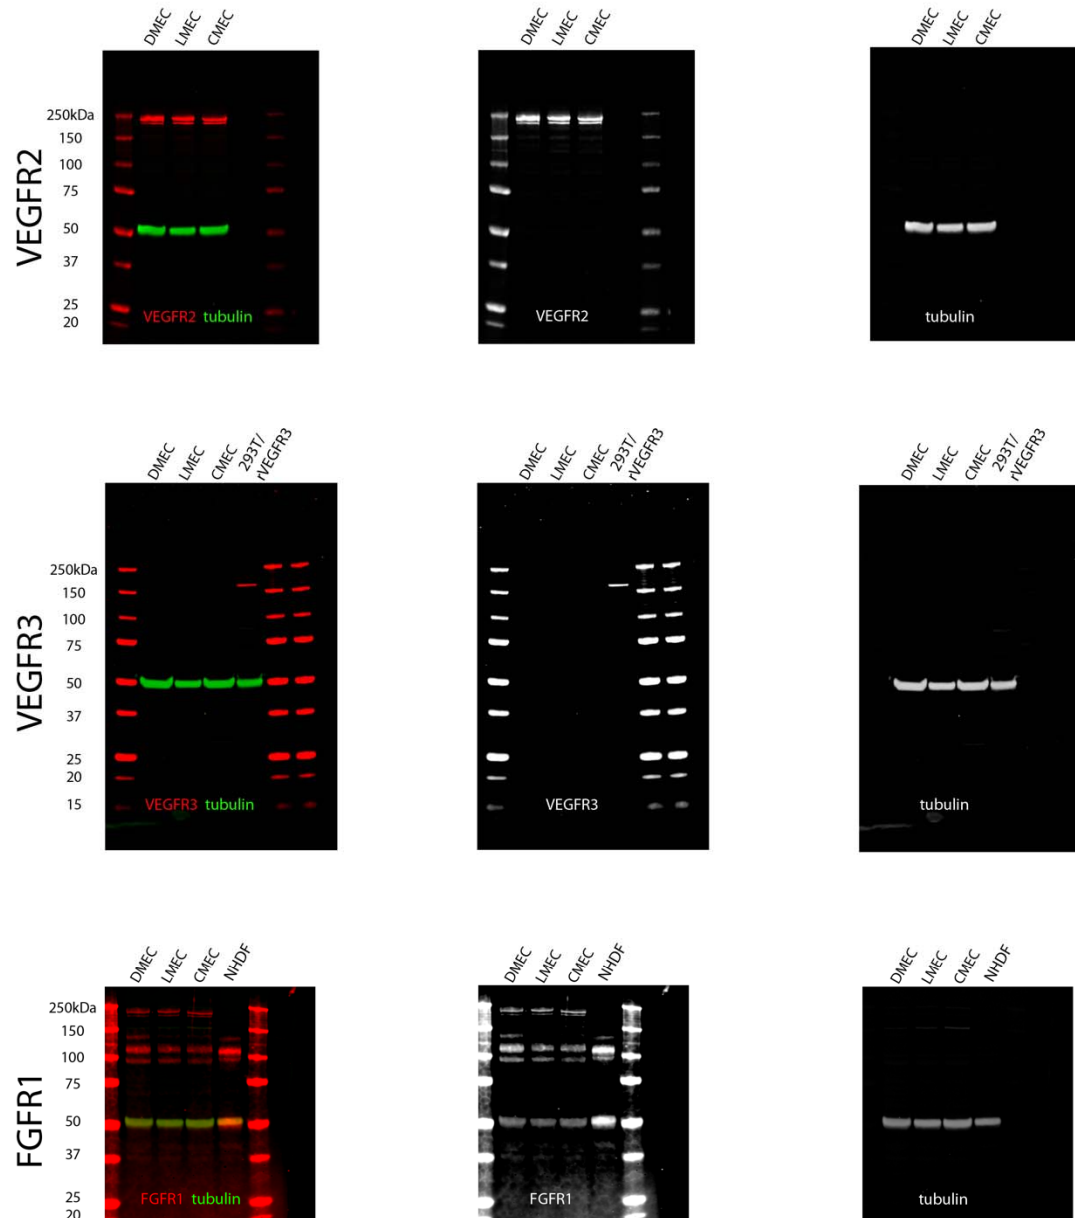 DMEC LMEC CMEC
DMEC LMEC CMEC
DMEC LMEC CMEC
VEGFR2
250kDa
150
100
75
50
37
25
20
VEGFR2 tubulin
VEGFR2
tubulin
DMEC LMEC CMEC 293T/ rVEGFR3
DMEC LMEC CMEC 293T/ rVEGFR3
DMEC LMEC CMEC 293T/ rVEGFR3
VEGFR3
250kDa
150
100
75
50
37
25
20
15
VEGFR3 tubulin
VEGFR3
tubulin
DMEC LMEC CMEC NHDF
DMEC LMEC CMEC NHDF
DMEC LMEC CMEC NHDF
FGFR1
250kDa
150
100
75
50
37
25
20
FGFR1 tubulin
FGFR1
tubulin